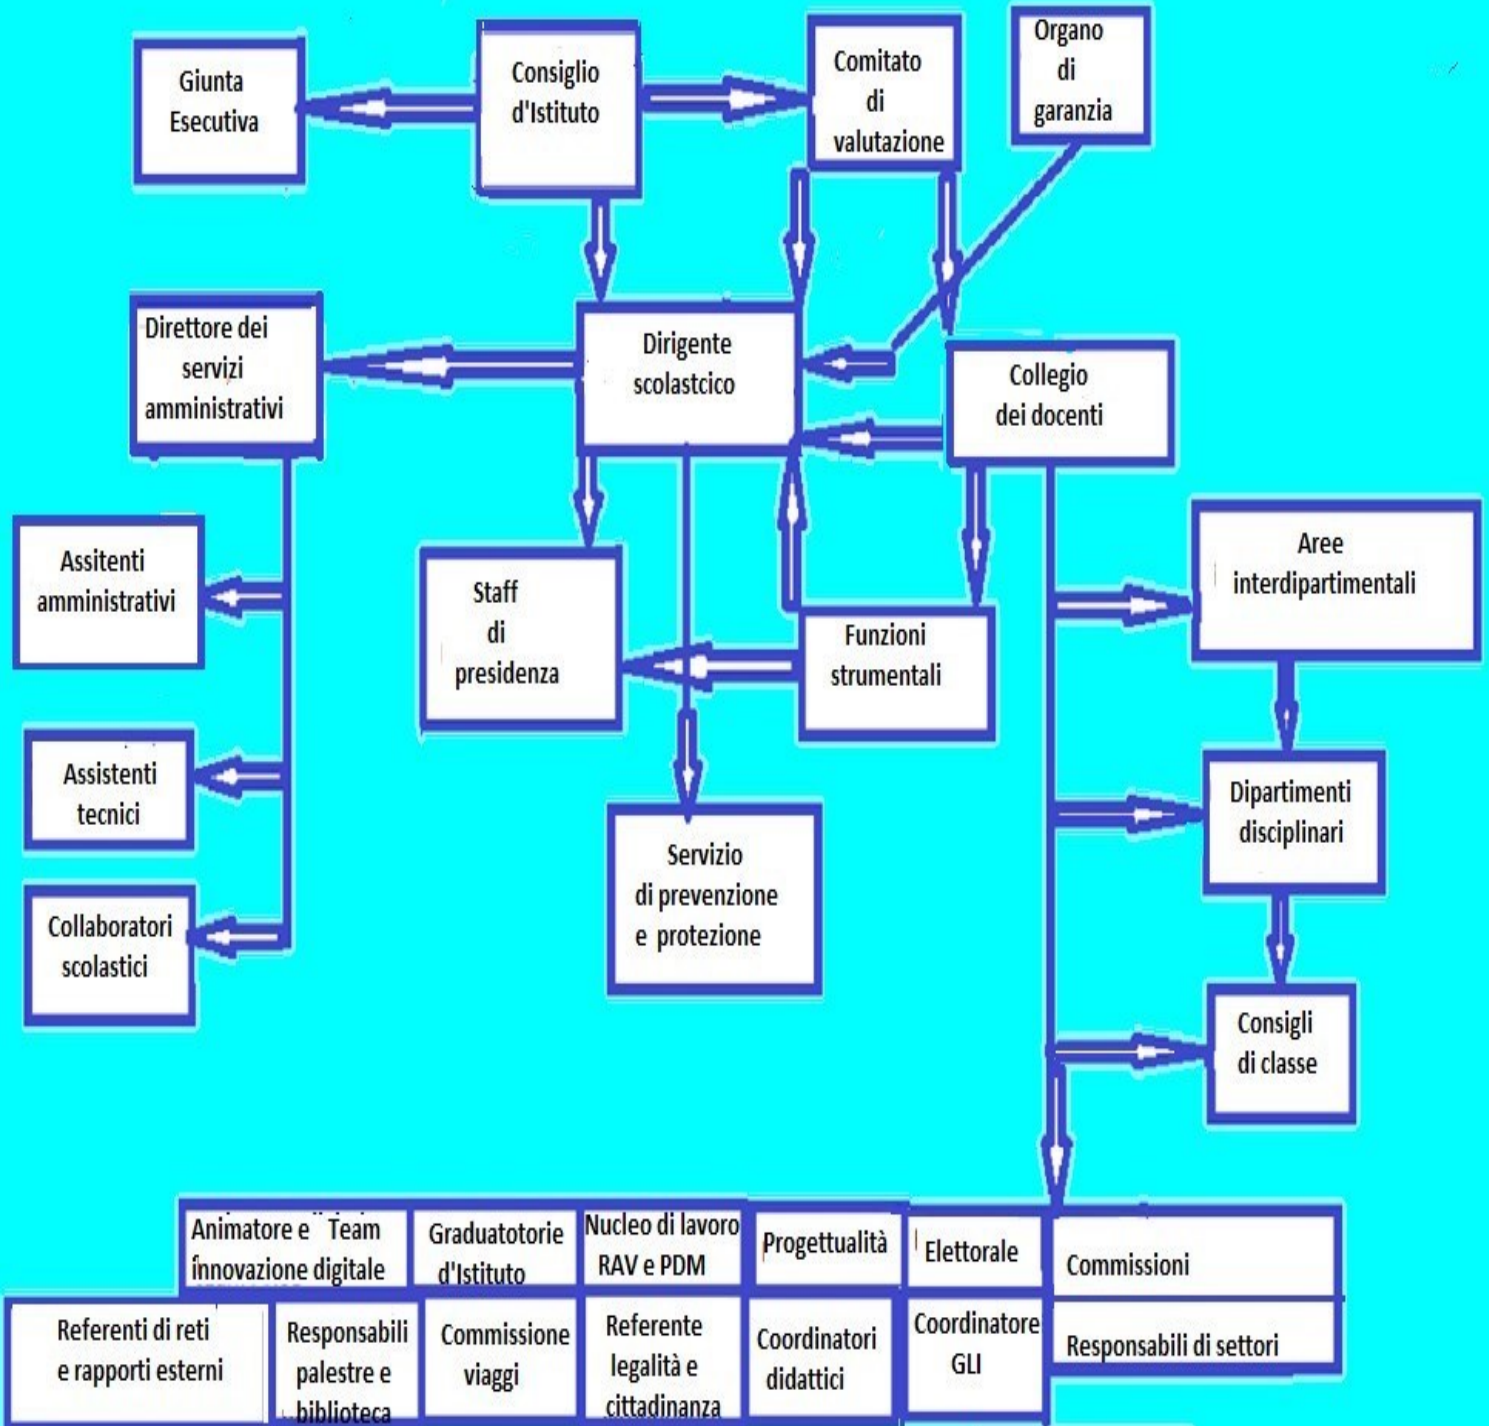 Giunta
Esecutiva
Consiglio
d'Istituto
Comitato
di
valutazione
Organo
di
garanzia
Direttore dei
servizi
amministrativi
Dirigente
scolastcico
Collegio
dei docenti
Assitenti
amministrativi
Staff
di
presidenza
Funzioni
strumentali
Aree
interdipartimentali
Assistenti
tecnici
Servizio
di prevenzione
e protezione
Dipartimenti
disciplinari
Collaboratori
scolastici
Consigli
di classe
Animatore e Team
innovazione digitale
Graduatotorie
d'Istituto
Nucleo di lavoro
RAV e PDM
Progettualità
Elettorale
Commissioni
Referenti di reti
e rapporti esterni
Responsabili
palestre e
biblioteca
Commissione
viaggi
Referente
legalità e
cittadinanza
Coordinatori
didattici
Coordinatore
GLI
Responsabili di settori